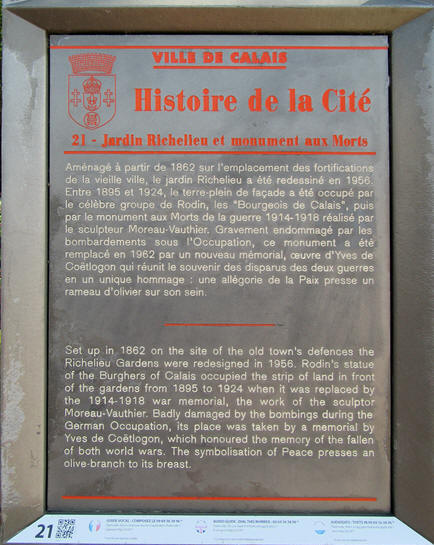 VILLE DE CALAIS
Histoire de la Cité
21 - Jardin Richelieu et monument aux Morts
Aménagé à partir de 1862 sur l'emplacement des fortifications
de la vieille ville, le jardin Richelieu a été redessiné en 1956.
Entre 1895 et 1924, le terre-plein de façade a été occupé par
le célèbre groupe de Rodin, les "Bourgeois de Calais", puis
par le monument aux Morts de la guerre 1914-1918 réalisé par
le sculpteur Moreau-Vauthier. Gravement endommagé par les
bombardements sous l'Occupation, ce monument a été
remplacé en 1962 par un nouveau mémorial, œuvre d'Yves de
Coëtlogon qui réunit le souvenir des disparus des deux guerres
en un unique hommage : une allégorie de la Paix presse un
rameau d'olivier sur son sein.
Set up in 1862 on the site of the old town's defences the
Richelieu Gardens were redesigned in 1956. Rodin's statue
of the Burghers of Calais occupied the strip of land in front
of the gardens from 1895 to 1924 when it was replaced by
the 1914-1918 war memorial, the work of the sculptor
Moreau-Vauthier. Badly damaged by the bombings during the
German Occupation, its place was taken by a memorial by
Yves de Coëtlogon, which honoured the memory of the fallen
of both world wars. The symbolisation of Peace presses an
olive-branch to its breast.
21